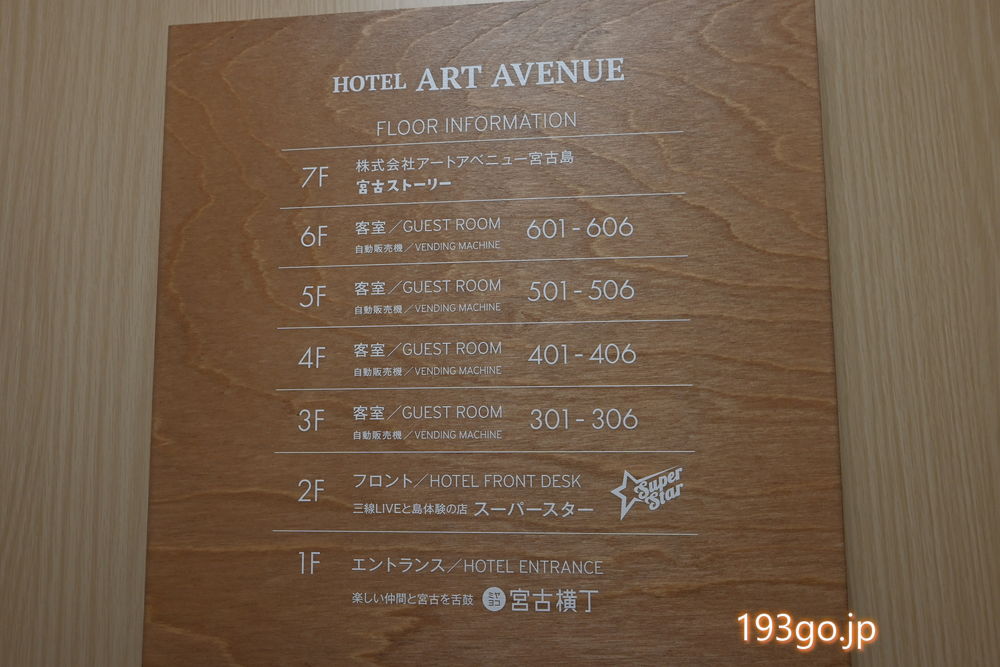 HOTEL ART AVENUE
FLOOR INFORMATION
7F 株式会社アートアベニュー宮古島
宮古ストーリー
6F 客室／GUEST ROOM 601-606
自動販売機／VENDING MACHINE
5F 客室／GUEST ROOM 501-506
自動販売機／VENDING MACHINE
4F 客室／GUEST ROOM 401-406
自動販売機／VENDING MACHINE
3F 客室／GUEST ROOM 301-306
自動販売機／VENDING MACHINE
2F フロント／HOTEL FRONT DESK
三線LIVEと島体験の店 スーパースター
Super
Star
1F エントランス／HOTEL ENTRANCE
楽しい仲間と宮古を舌鼓 ミヤヨコ 宮古横丁
193go.jp